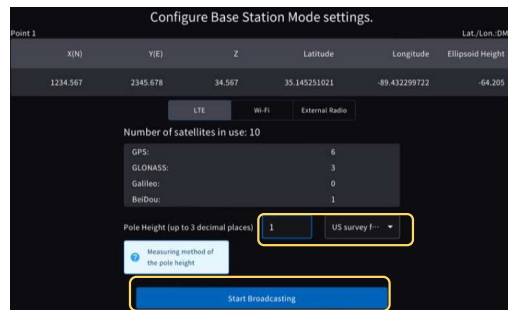 Configure Base Station Mode settings.
Point 1
Lat./Lon.:DM
X(N) Y(E) Z Latitude Longitude Ellipsoid Height
1234.567 2345.678 34.567 35.145251021 -89.432299722 -64.205
LTE Wi-Fi External Radio
Number of satellites in use: 10
GPS: 6
GLONASS: 3
Galileo: 0
BeiDou: 1
Pole Height (up to 3 decimal places) 1 US survey f···
Measuring method of
the pole height
Start Broadcasting